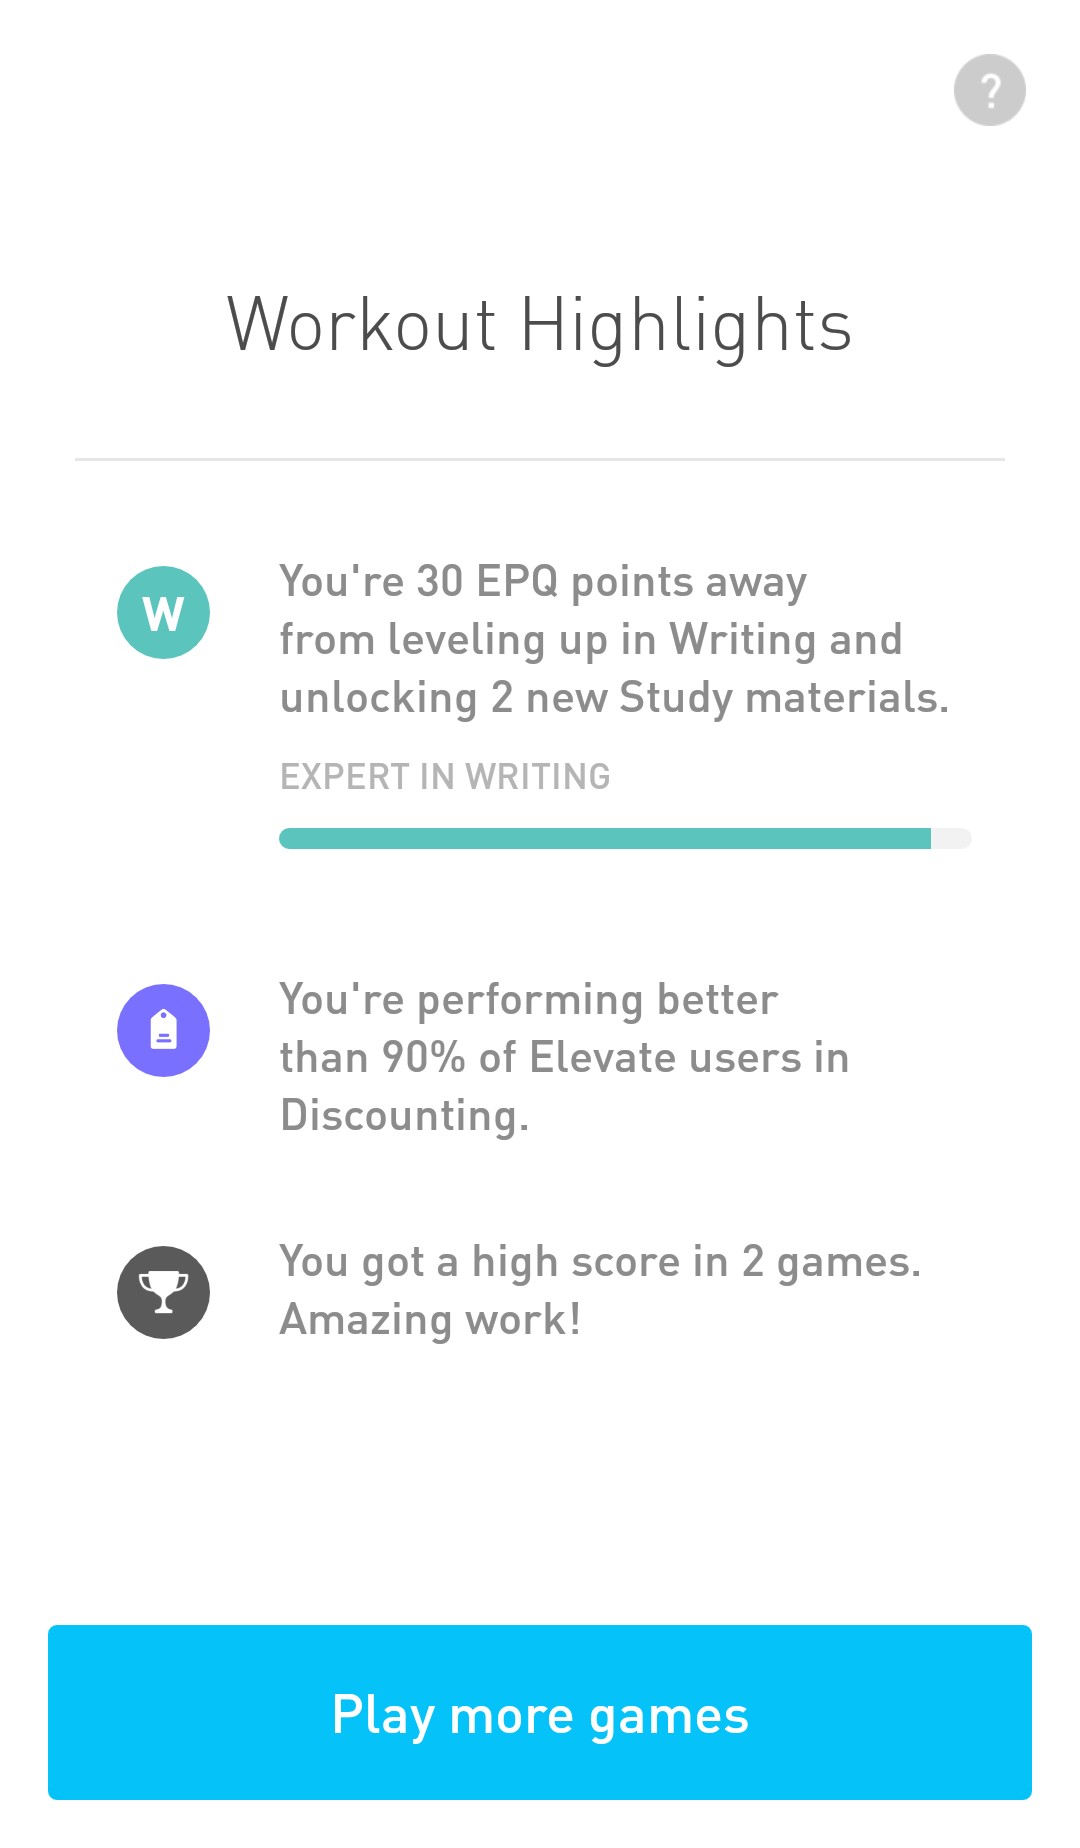 ?
Workout Highlights
W
You're 30 EPQ points away
from leveling up in Writing and
unlocking 2 new Study materials.
EXPERT IN WRITING
You're performing better
than 90% of Elevate users in
Discounting.
You got a high score in 2 games.
Amazing work!
Play more games